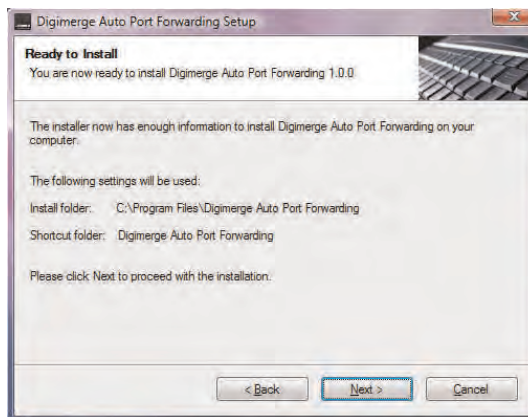 Digimerge Auto Port Forwarding Setup
Ready to Install
You are now ready to install Digimerge Auto Port Forwarding 1.0.0
The installer now has enough information to install Digimerge Auto Port Forwarding on your
computer.
The following settings will be used:
Install folder: C:\Program Files\Digimerge Auto Port Forwarding
Shortcut folder: Digimerge Auto Port Forwarding
Please click Next to proceed with the installation.
< Back Next > Cancel